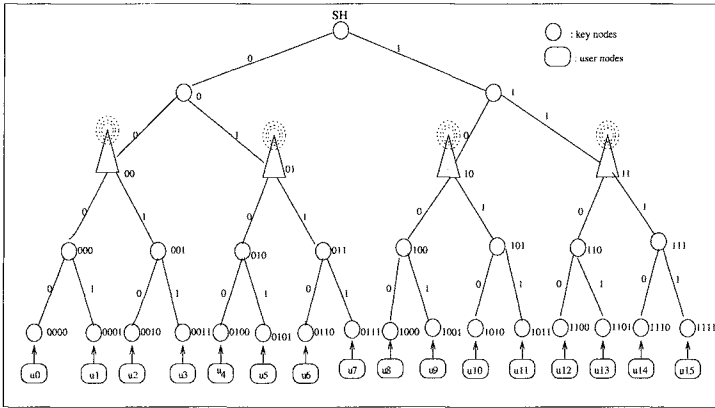 SH
: key nodes
: user nodes
0 1
0 1
0 1 0 1
00 01 10 11
0 1 0 1 0 1 0 1
000 001 010 011 100 101 110 111
0 1 0 1 0 1 0 1 0 1 0 1 0 1 0 1
0000 0001 0010 0011 0100 0101 0110 0111 1000 1001 1010 1011 1100 1101 1110 1111
u0 u1 u2 u3 u4 u5 u6 u7 u8 u9 u10 u11 u12 u13 u14 u15